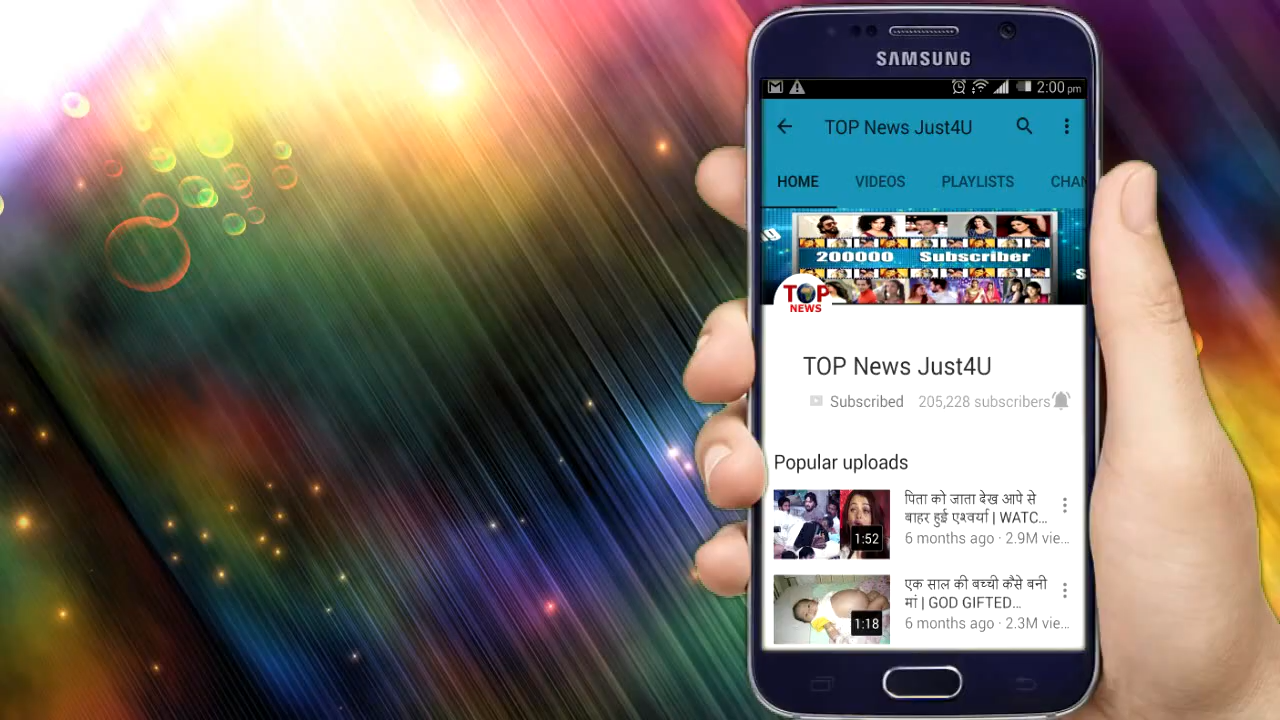 SAMSUNG
2:00 pm
TOP News Just4U
HOME VIDEOS PLAYLISTS CHAN
200000 Subscriber
TOP
NEWS
TOP News Just4U
Subscribed 205,228 subscribers
Popular uploads
पिता को जाता देख आपे से
बाहर हुई एश्वर्या | WATC...
6 months ago · 2.9M vie...
1:52
एक साल की बच्ची कैसे बनी
मां | GOD GIFTED...
6 months ago · 2.3M vie...
1:18